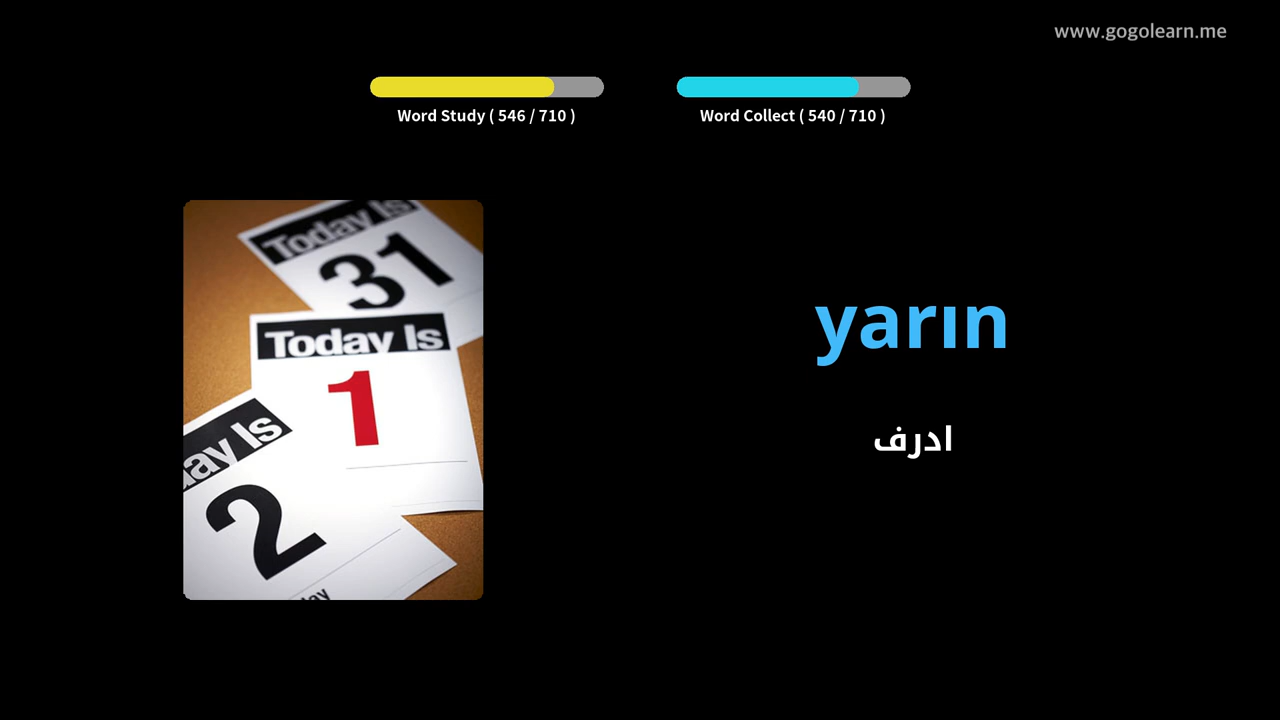 www.gogolearn.me
Word Study ( 546 / 710 )
Word Collect ( 540 / 710 )
Today Is
31
Today Is
1
ay Is
2
yarın
ادرف